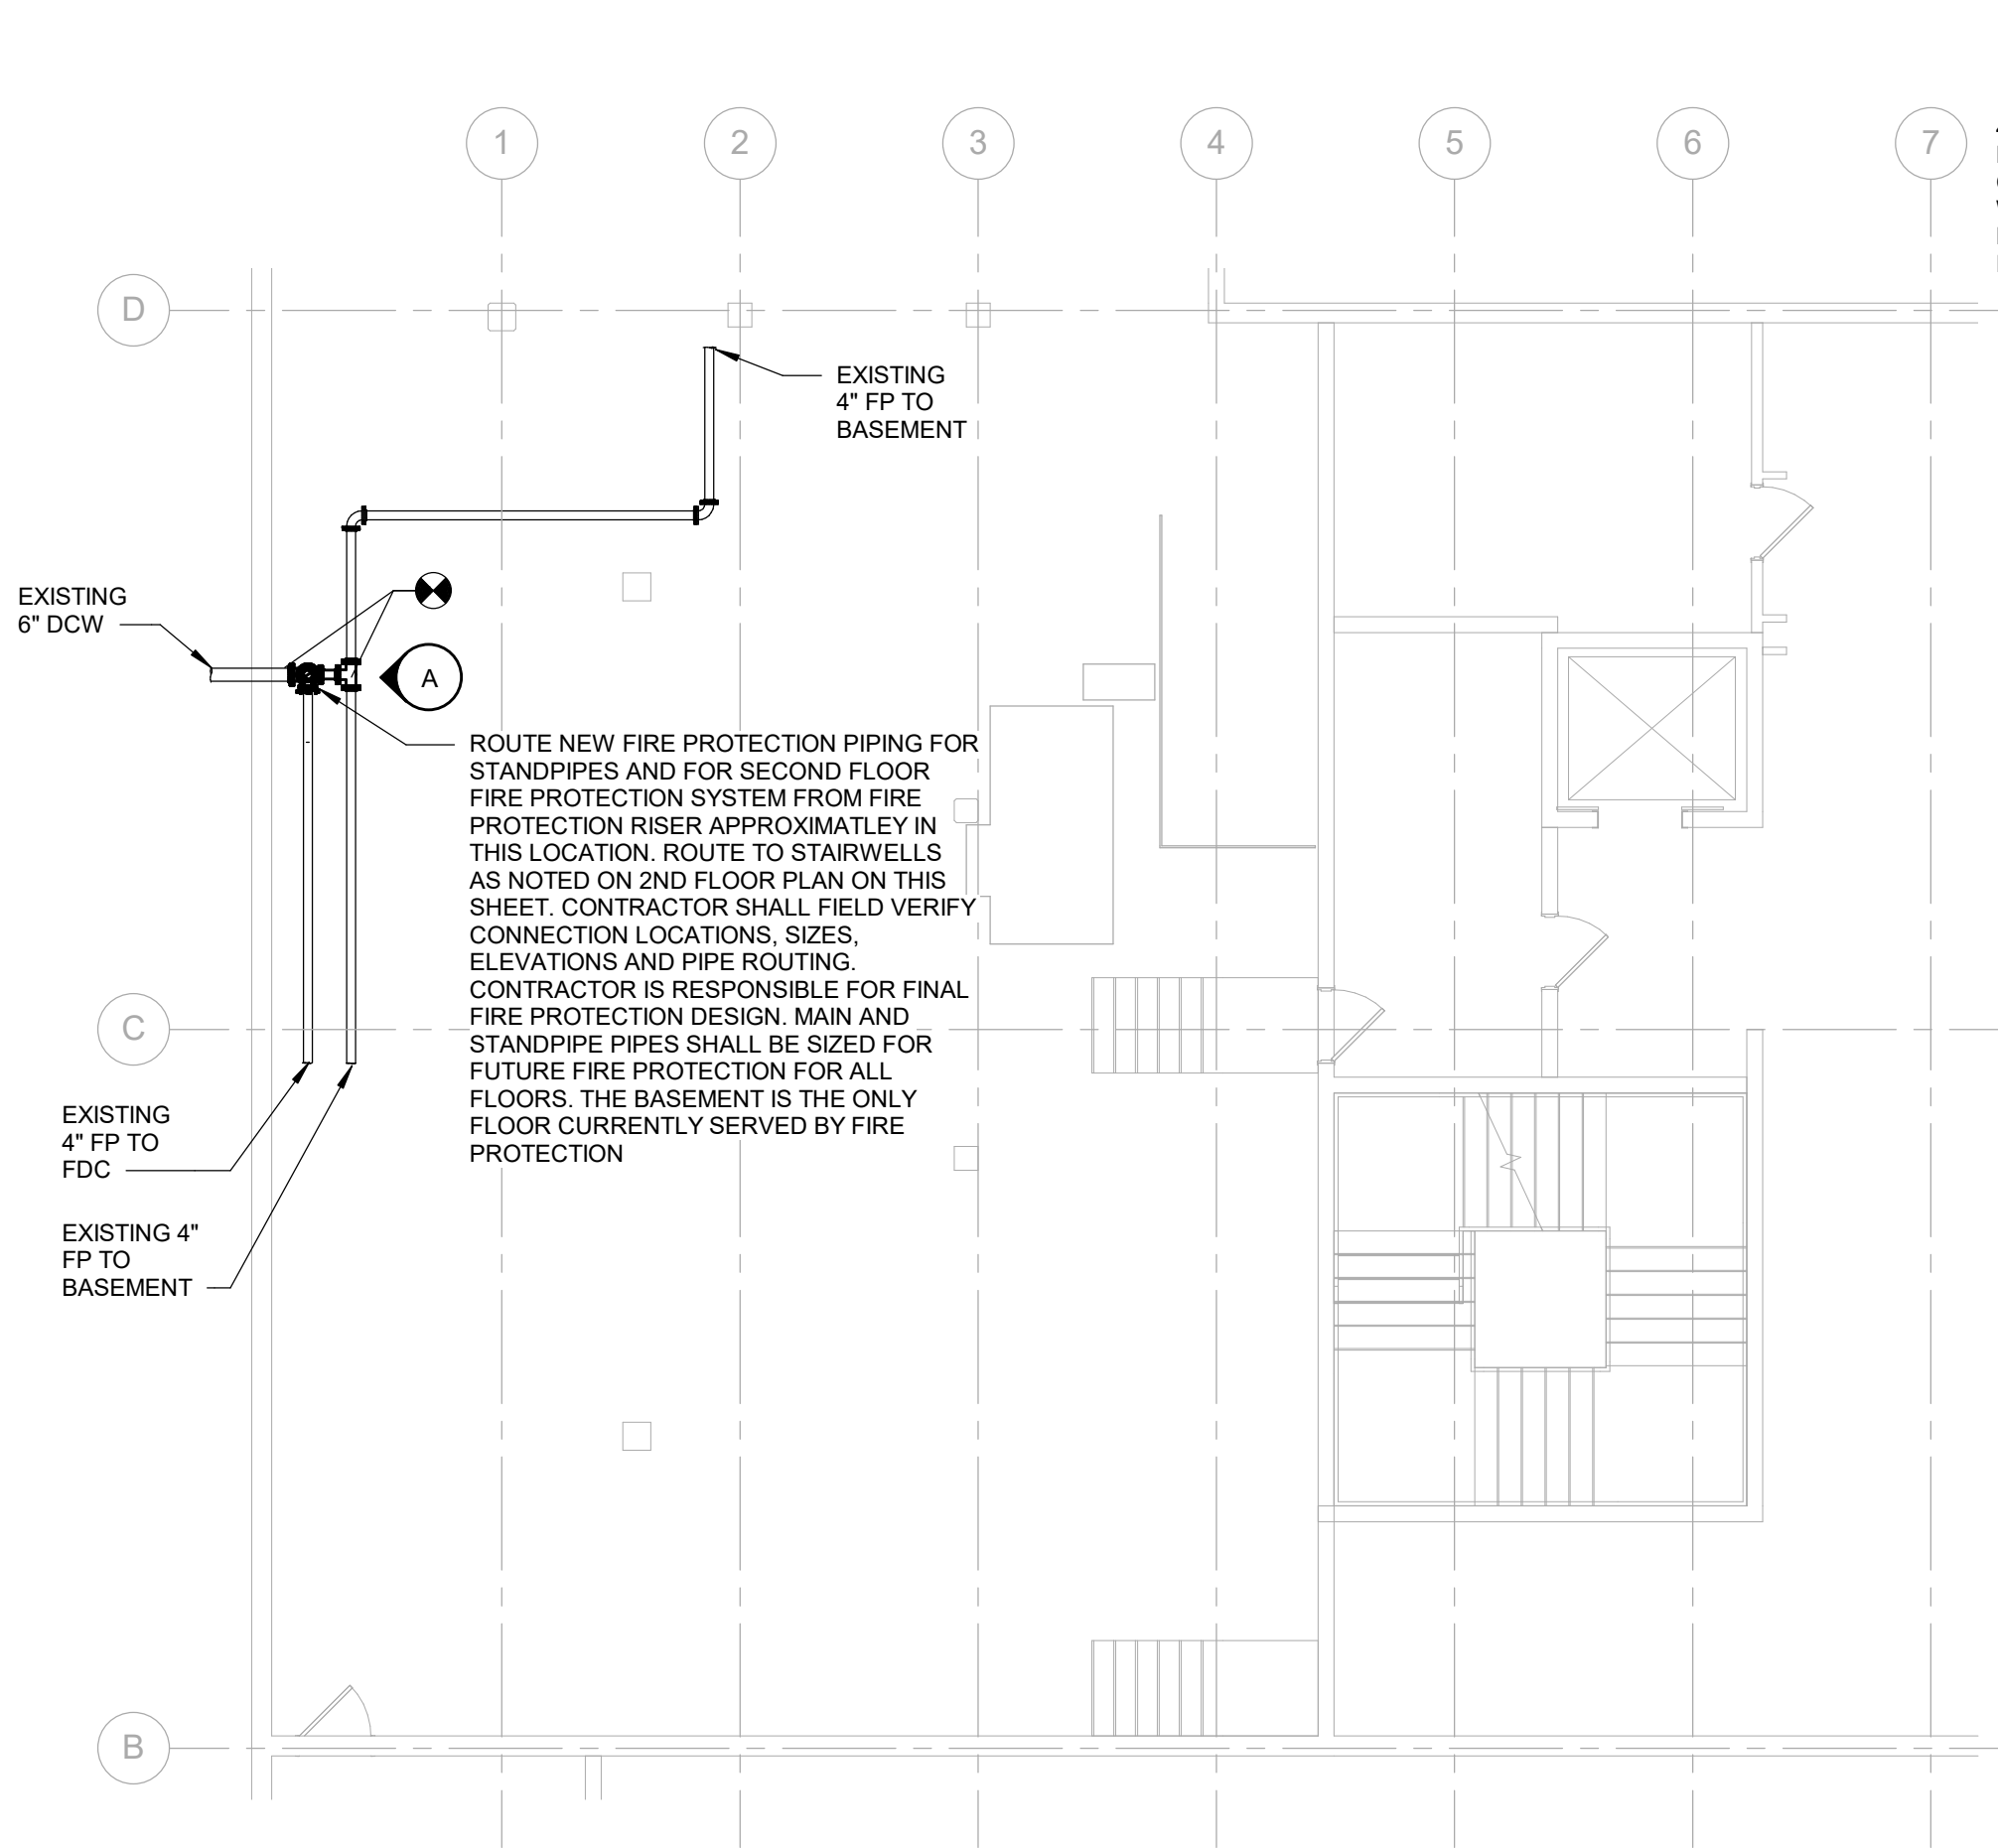 1
2
3
4
5
6
7
D
EXISTING
4" FP TO
BASEMENT
EXISTING
6" DCW
A
ROUTE NEW FIRE PROTECTION PIPING FOR
STANDPIPES AND FOR SECOND FLOOR
FIRE PROTECTION SYSTEM FROM FIRE
PROTECTION RISER APPROXIMATLEY IN
THIS LOCATION. ROUTE TO STAIRWELLS
AS NOTED ON 2ND FLOOR PLAN ON THIS
SHEET. CONTRACTOR SHALL FIELD VERIFY
CONNECTION LOCATIONS, SIZES,
ELEVATIONS AND PIPE ROUTING.
CONTRACTOR IS RESPONSIBLE FOR FINAL
FIRE PROTECTION DESIGN. MAIN AND
STANDPIPE PIPES SHALL BE SIZED FOR
FUTURE FIRE PROTECTION FOR ALL
FLOORS. THE BASEMENT IS THE ONLY
FLOOR CURRENTLY SERVED BY FIRE
PROTECTION
C
EXISTING
4" FP TO
FDC
EXISTING 4"
FP TO
BASEMENT
B